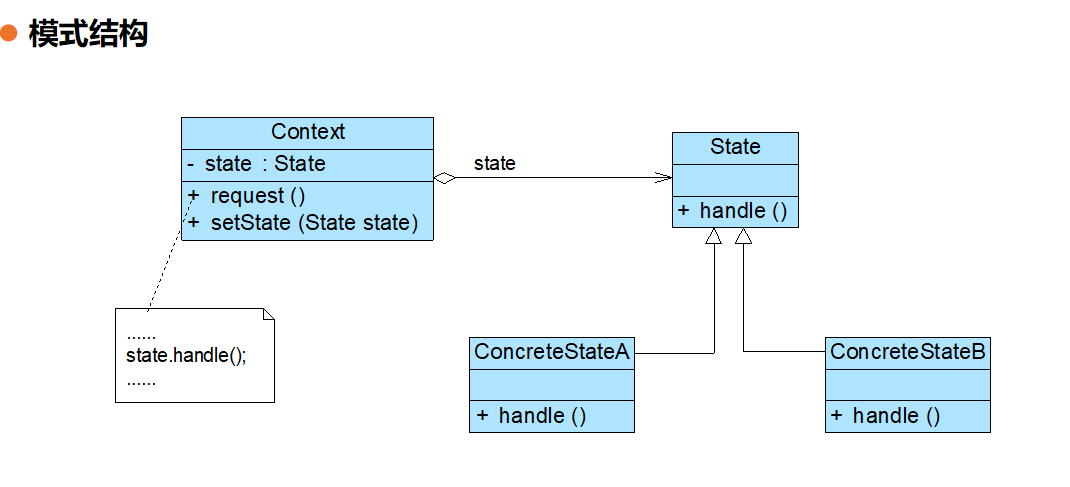 模式结构
Context
- state : State
+ request ()
+ setState (State state)
state
State
+ handle ()
......
state.handle();
......
ConcreteStateA
+ handle ()
ConcreteStateB
+ handle ()